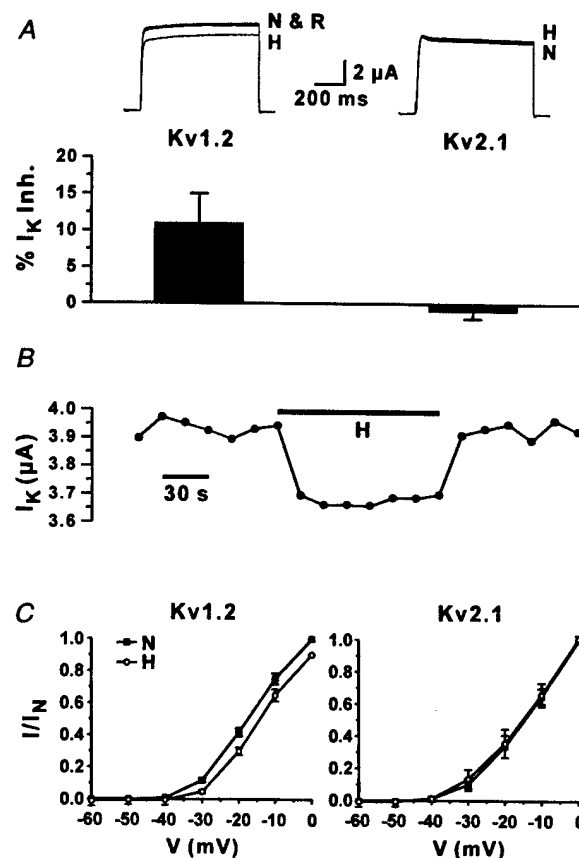 A
N & R
H
H
N
2 µA
200 ms
Kv1.2
Kv2.1
% I_K Inh.
20
15
10
5
0
B
I_K (µA)
4.0
3.9
3.8
3.7
3.6
H
30 s
C
Kv1.2
Kv2.1
N
H
I/I_N
1.0
0.8
0.6
0.4
0.2
0.0
-60 -50 -40 -30 -20 -10 0
V (mV)
1.0
0.8
0.6
0.4
0.2
0.0
-60 -50 -40 -30 -20 -10 0
V (mV)